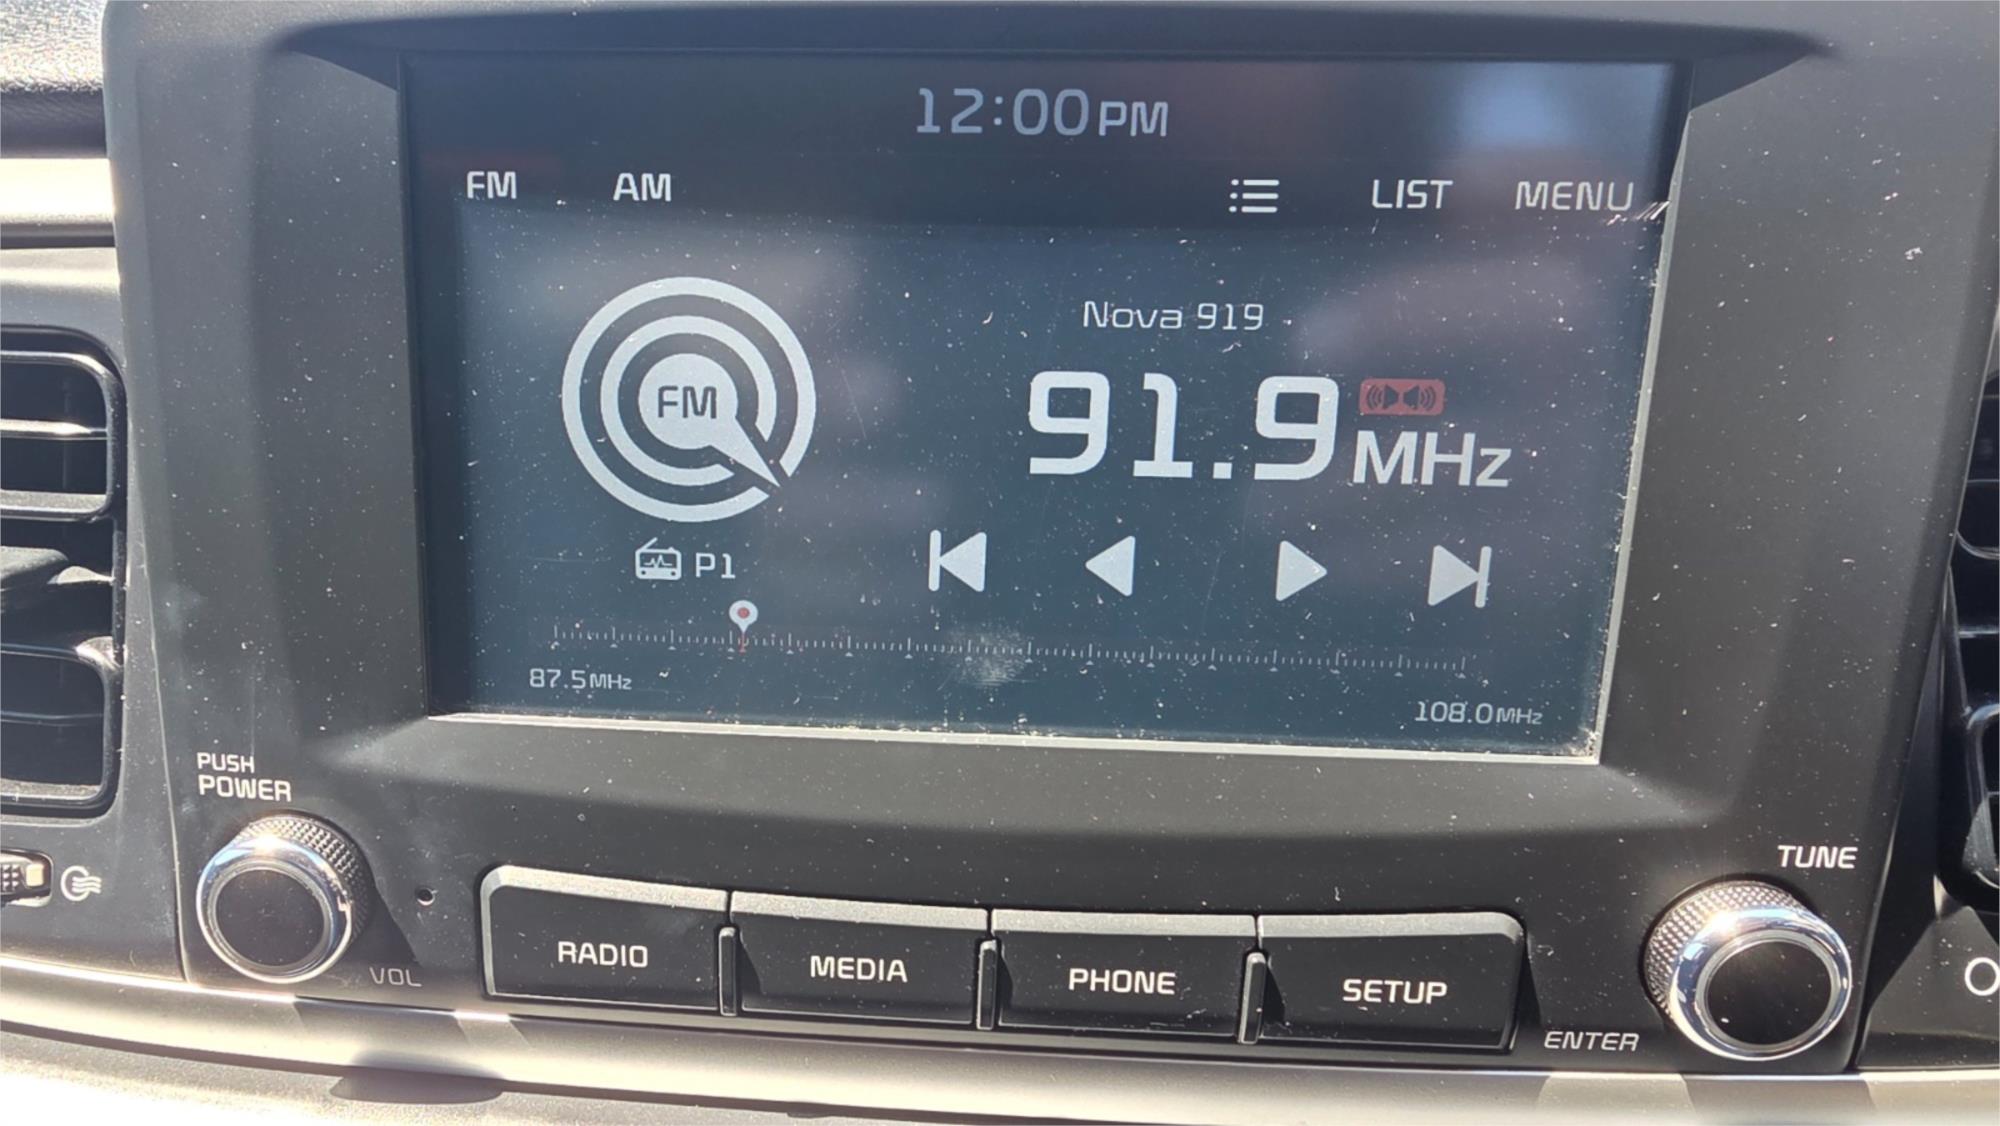 12:00PM
FM AM LIST MENU
Nova 919
FM
91.9 MHz
P1
87.5MHz
108.0MHz
PUSH
POWER
VOL
RADIO MEDIA PHONE SETUP
TUNE
ENTER